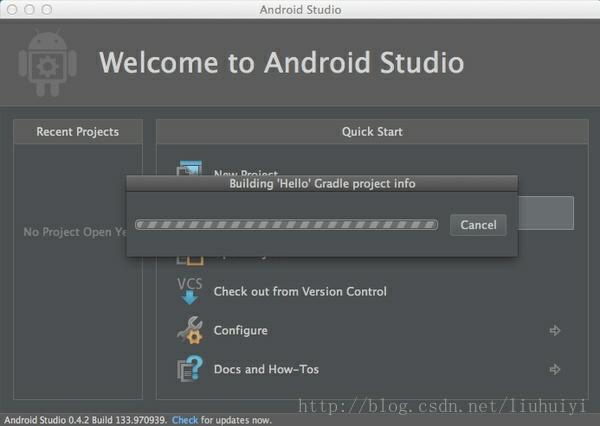 Android Studio
Welcome to Android Studio
Recent Projects
Quick Start
New Project
Building 'Hello' Gradle project info
Cancel
No Project Open Ye
VCS
Check out from Version Control
Configure
Docs and How-Tos
http://blog.csdn.net/liuhuiyi
Android Studio 0.4.2 Build 133.970939. Check for updates now.